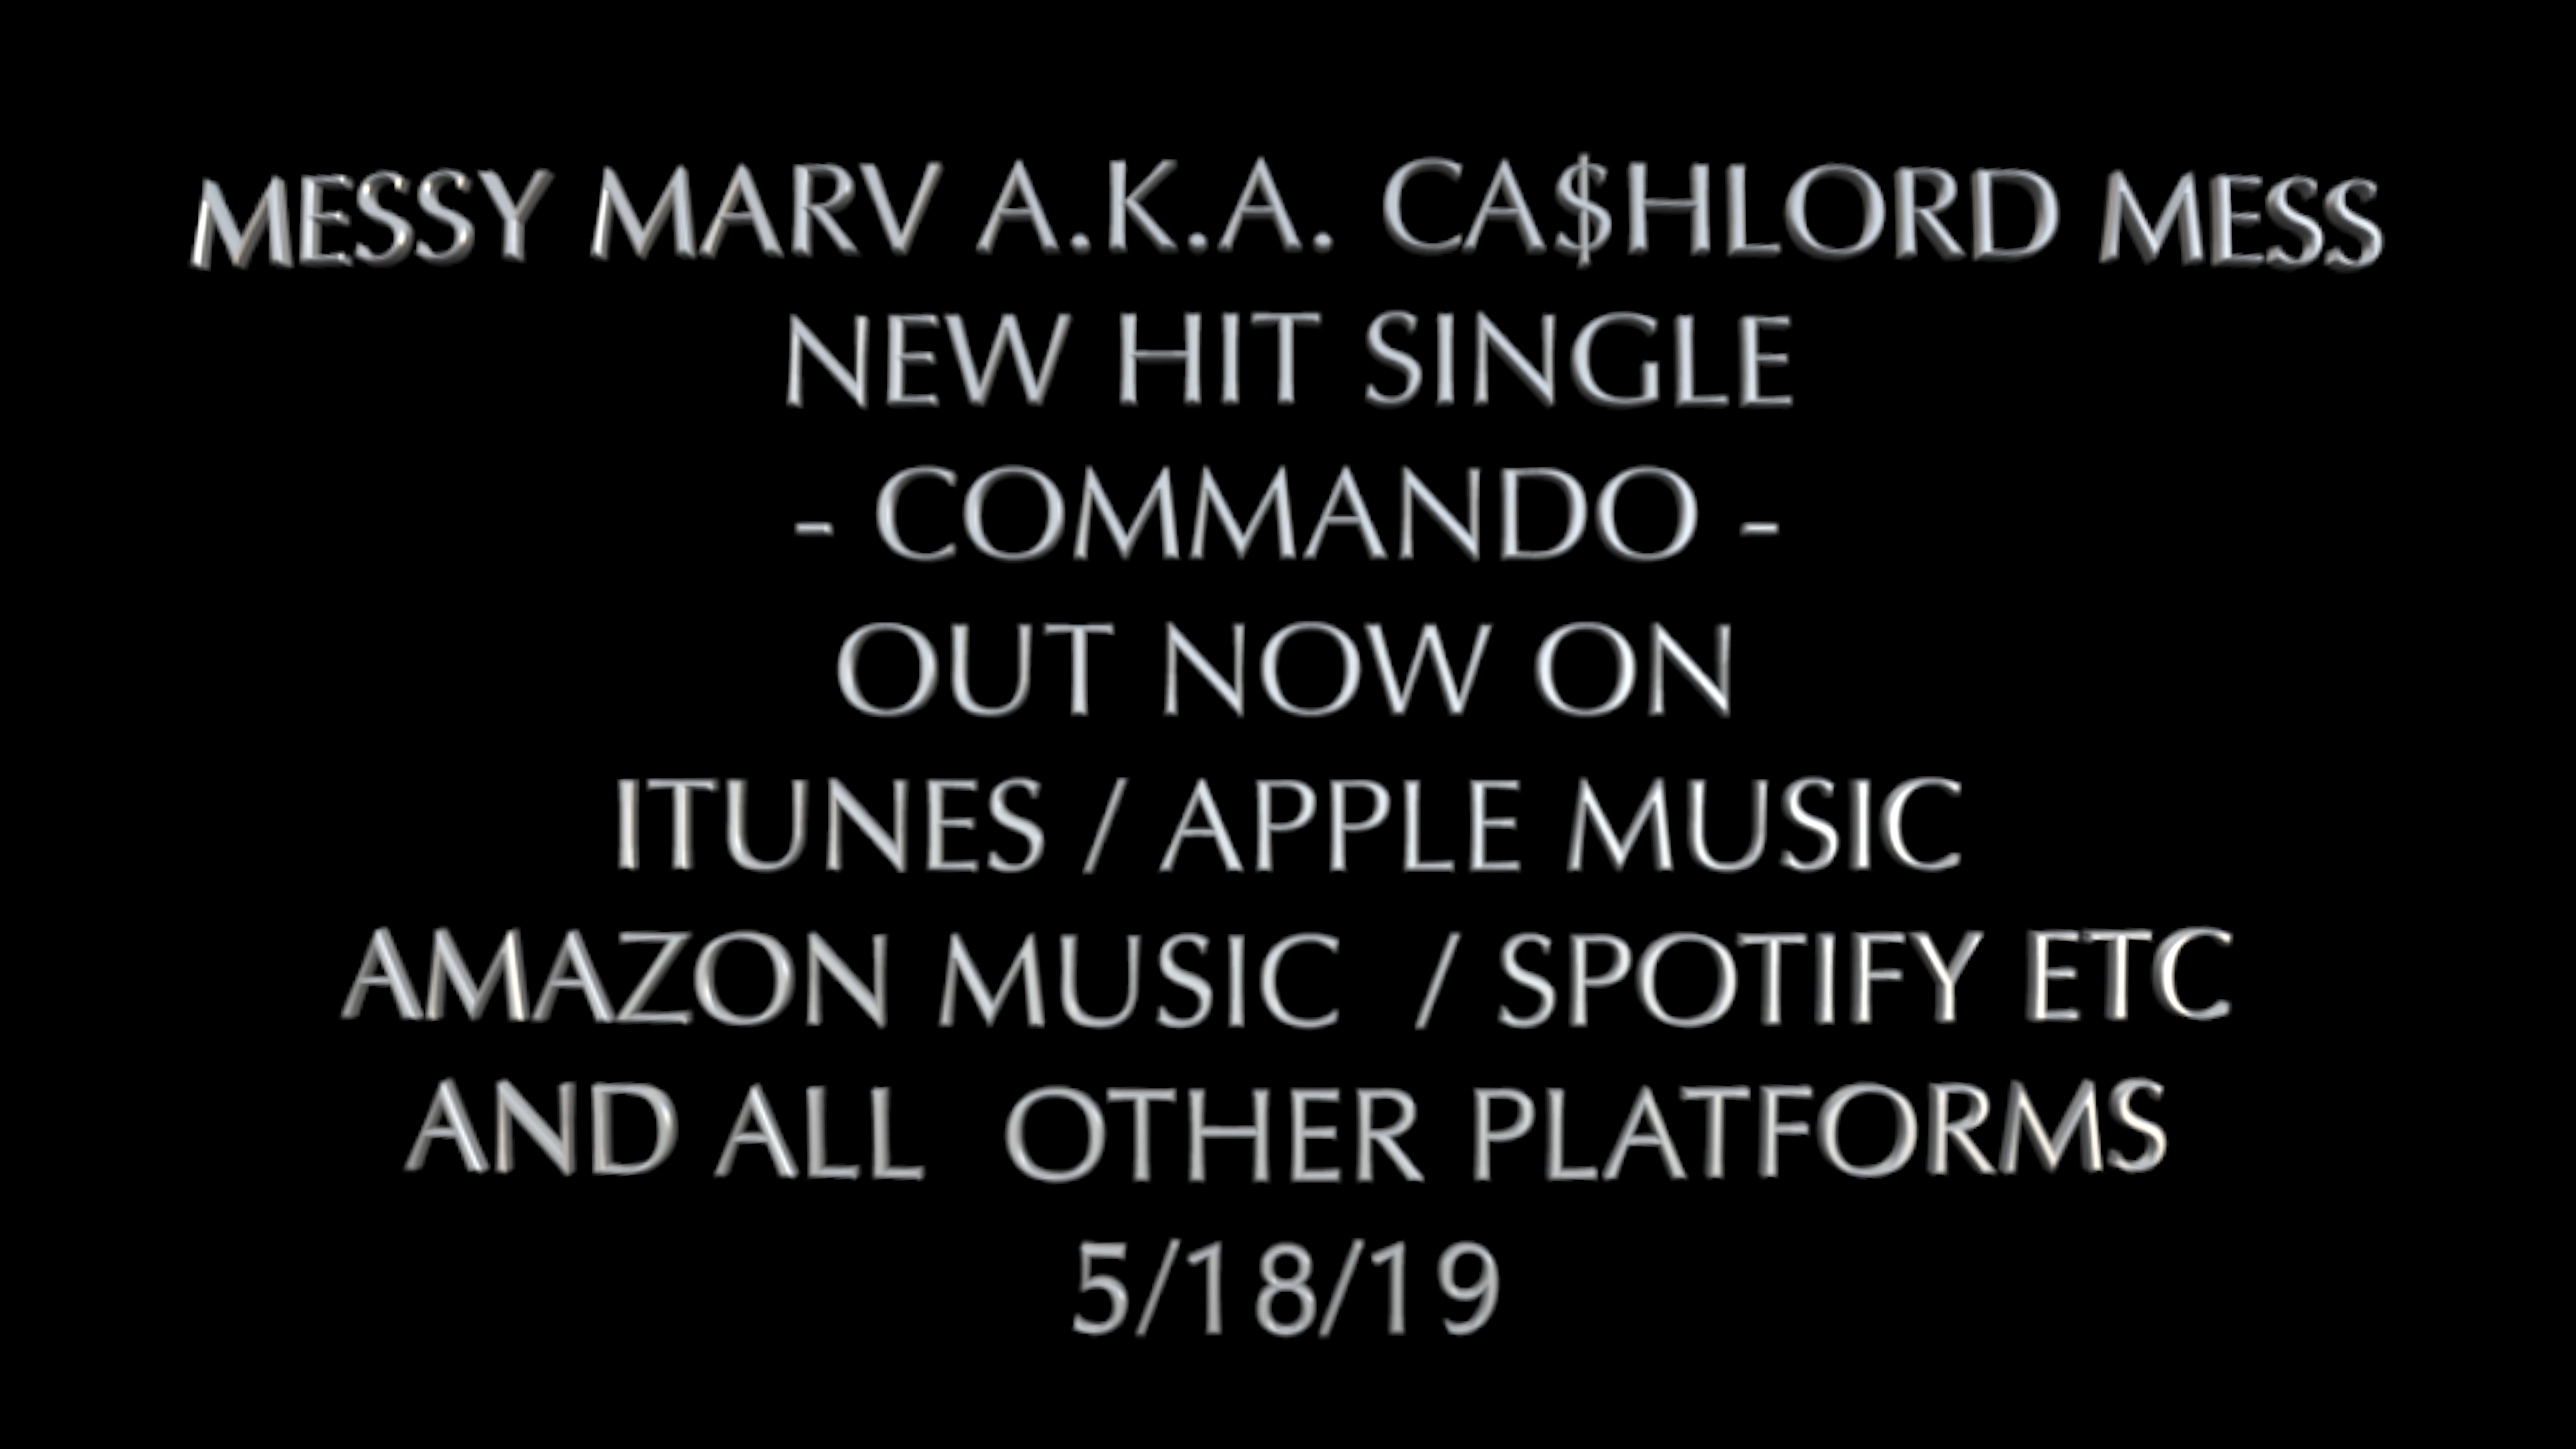 MESSY MARV A.K.A. CA$HLORD MESS
NEW HIT SINGLE
- COMMANDO -
OUT NOW ON
ITUNES / APPLE MUSIC
AMAZON MUSIC  / SPOTIFY ETC
AND ALL  OTHER PLATFORMS
5/18/19